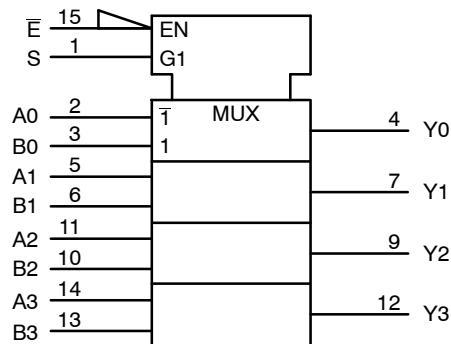 E̅ 15 EN
S 1 G1
MUX
A0 2 1̅ 4 Y0
B0 3 1
A1 5 7 Y1
B1 6
A2 11 9 Y2
B2 10
A3 14 12 Y3
B3 13